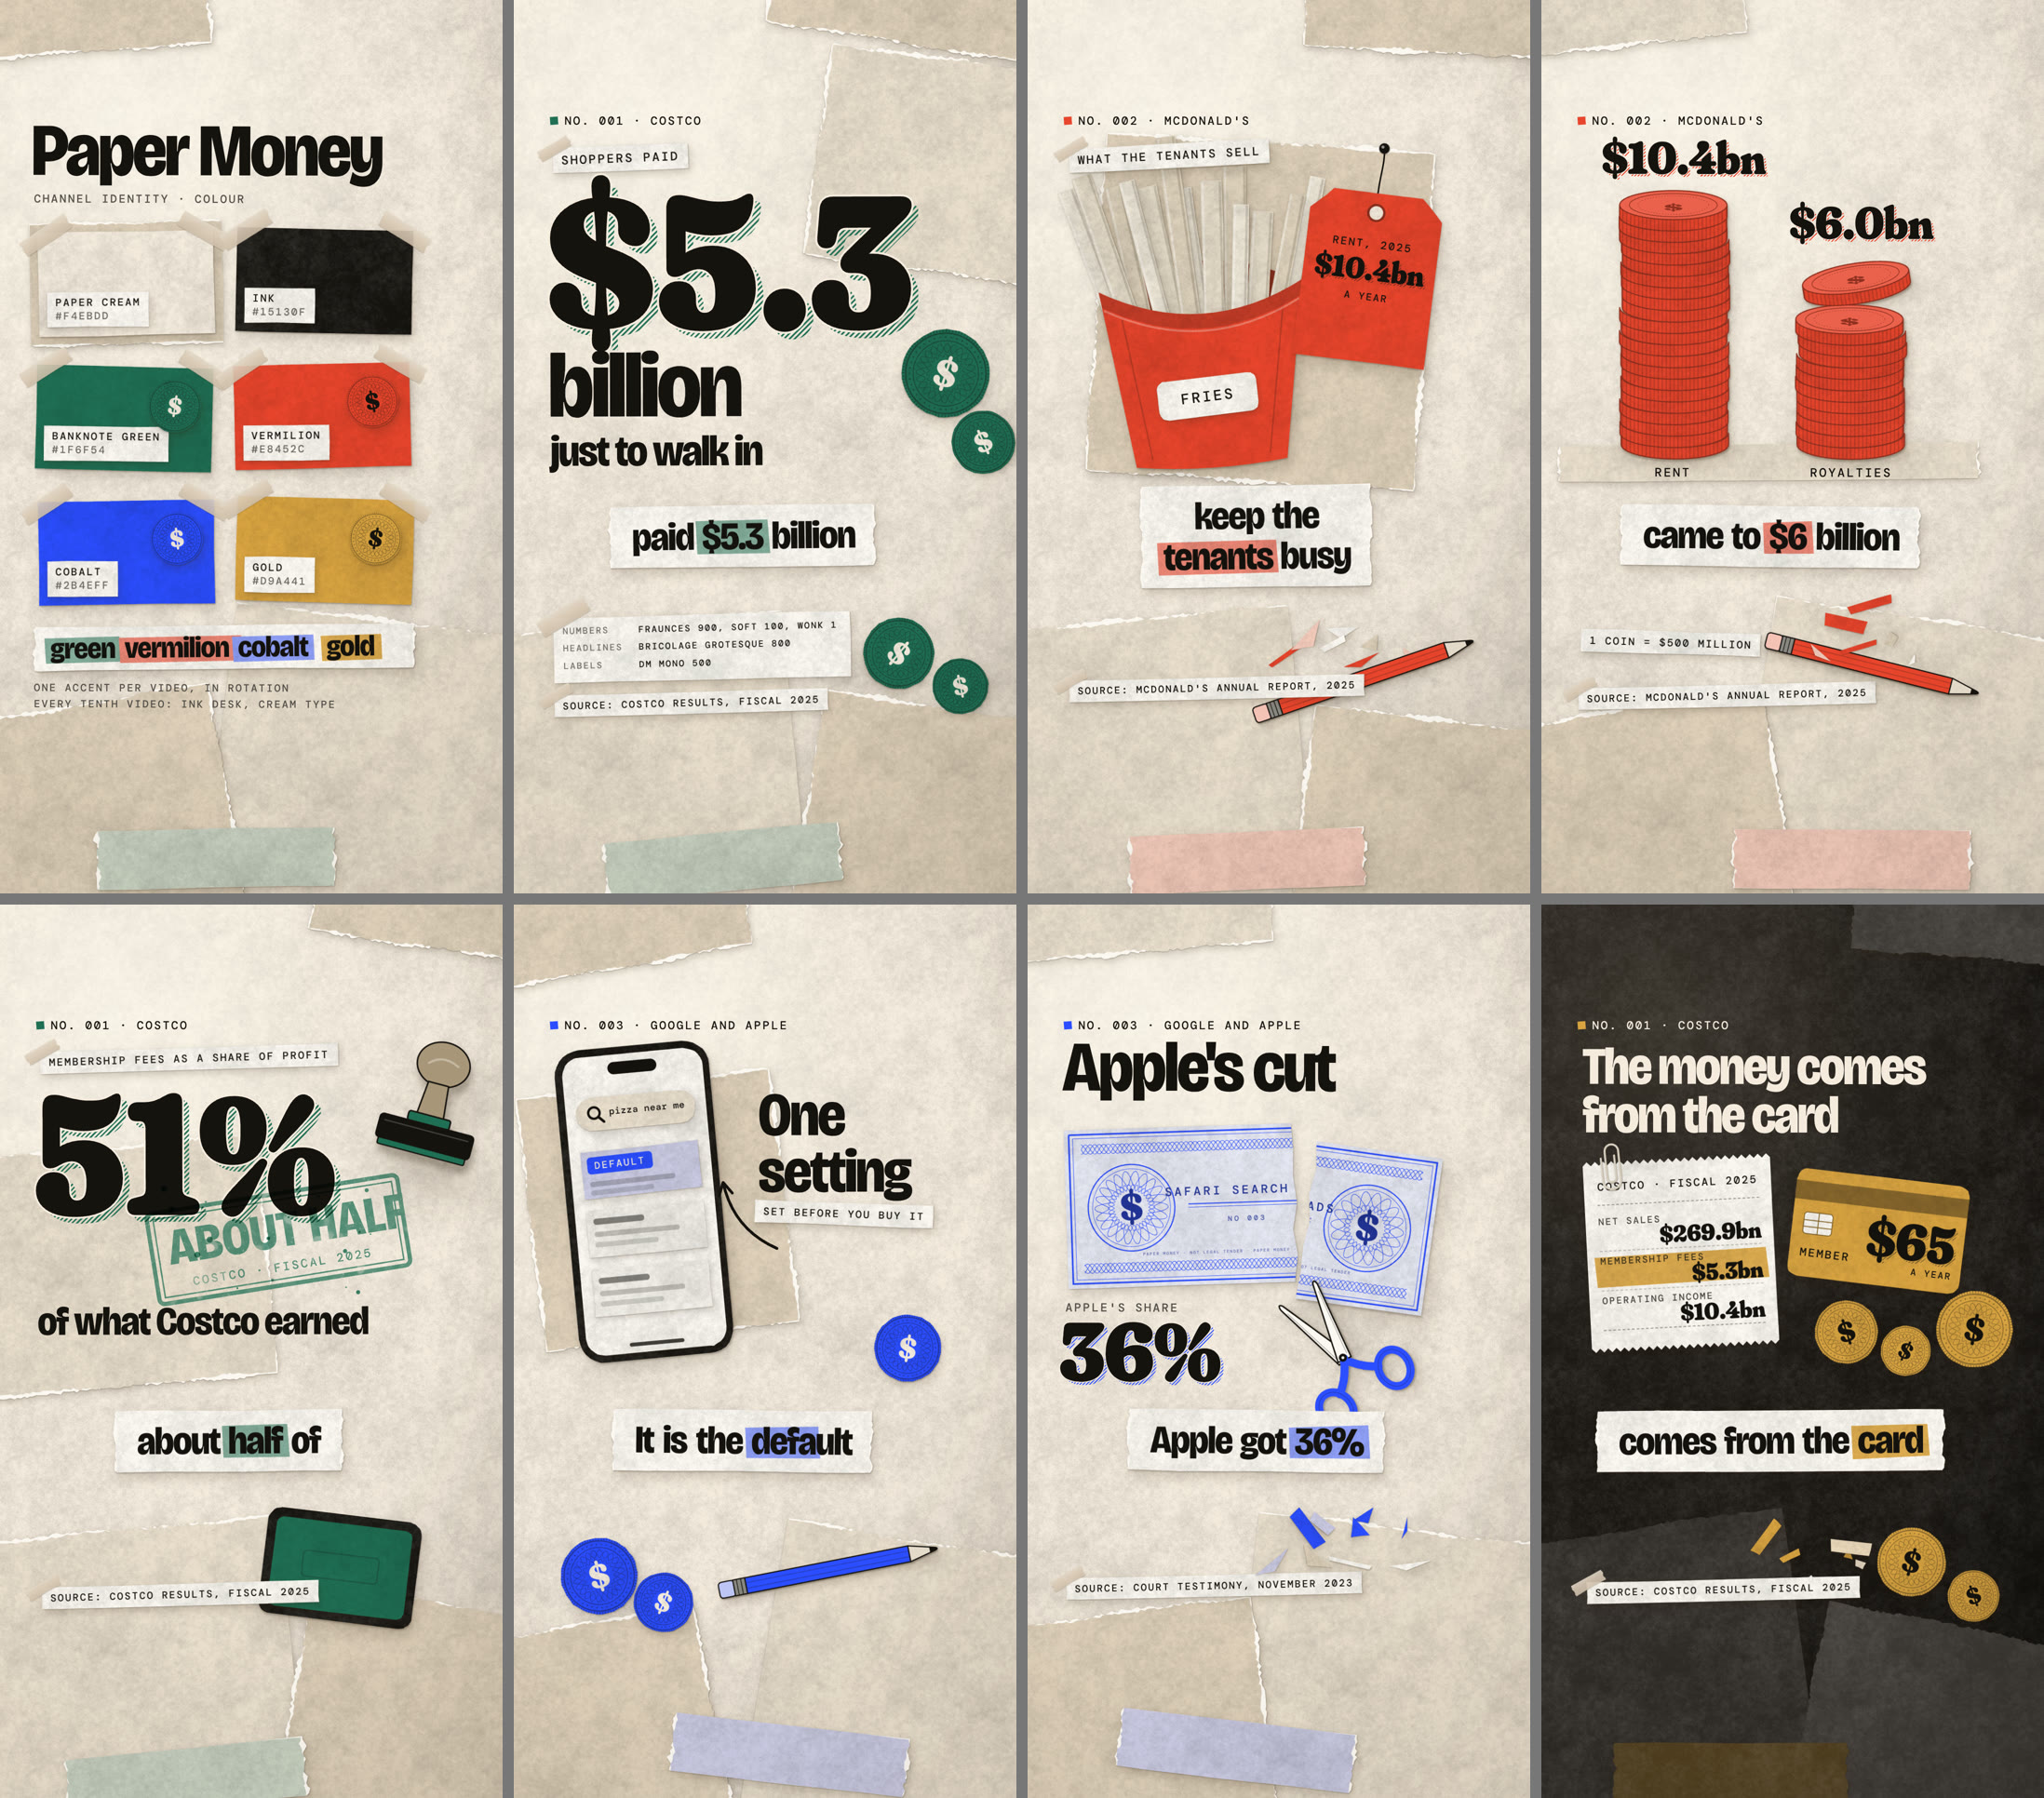 Paper Money
CHANNEL IDENTITY · COLOUR
PAPER CREAM
#F4EBDD
INK
#15130F
$
BANKNOTE GREEN
#1F6F54
$
VERMILION
#E8452C
$
COBALT
#2B4EFF
$
GOLD
#D9A441
green vermilion cobalt gold
ONE ACCENT PER VIDEO, IN ROTATION
EVERY TENTH VIDEO: INK DESK, CREAM TYPE
NO. 001 · COSTCO
SHOPPERS PAID
$5.3
billion
just to walk in
$
$
paid $5.3 billion
NUMBERS FRAUNCES 900, SOFT 100, WONK 1
HEADLINES BRICOLAGE GROTESQUE 800
LABELS DM MONO 500
$
$
SOURCE: COSTCO RESULTS, FISCAL 2025
NO. 002 · MCDONALD'S
WHAT THE TENANTS SELL
RENT, 2025
$10.4bn
A YEAR
FRIES
keep the
tenants busy
SOURCE: MCDONALD'S ANNUAL REPORT, 2025
NO. 002 · MCDONALD'S
$10.4bn
$6.0bn
$
$
$
RENT
ROYALTIES
came to $6 billion
1 COIN = $500 MILLION
SOURCE: MCDONALD'S ANNUAL REPORT, 2025
NO. 001 · COSTCO
MEMBERSHIP FEES AS A SHARE OF PROFIT
51%
ABOUT HALF
COSTCO · FISCAL 2025
of what Costco earned
about half of
SOURCE: COSTCO RESULTS, FISCAL 2025
NO. 003 · GOOGLE AND APPLE
pizza near me
DEFAULT
One
setting
SET BEFORE YOU BUY IT
$
It is the default
$
$
NO. 003 · GOOGLE AND APPLE
Apple's cut
$
SAFARI SEARCH
ADS
NO 003
$
PAPER MONEY · NOT LEGAL TENDER · PAPER MONEY
OT LEGAL TENDER
APPLE'S SHARE
36%
Apple got 36%
SOURCE: COURT TESTIMONY, NOVEMBER 2023
NO. 001 · COSTCO
The money comes
from the card
COSTCO · FISCAL 2025
NET SALES
$269.9bn
MEMBERSHIP FEES
$5.3bn
OPERATING INCOME
$10.4bn
MEMBER
$65
A YEAR
$
$
$
comes from the card
$
$
SOURCE: COSTCO RESULTS, FISCAL 2025